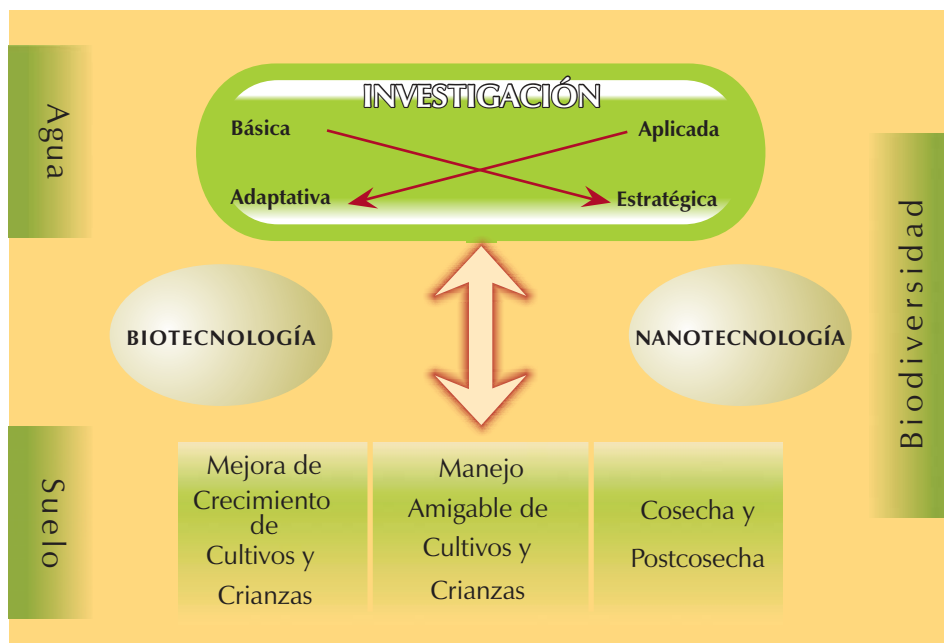 Agua
INVESTIGACIÓN
Básica
Aplicada
Adaptativa
Estratégica
BIOTECNOLOGÍA
NANOTECNOLOGÍA
Biodiversidad
Suelo
Mejora de
Crecimiento
de
Cultivos y
Crianzas
Manejo
Amigable de
Cultivos y
Crianzas
Cosecha y
Postcosecha